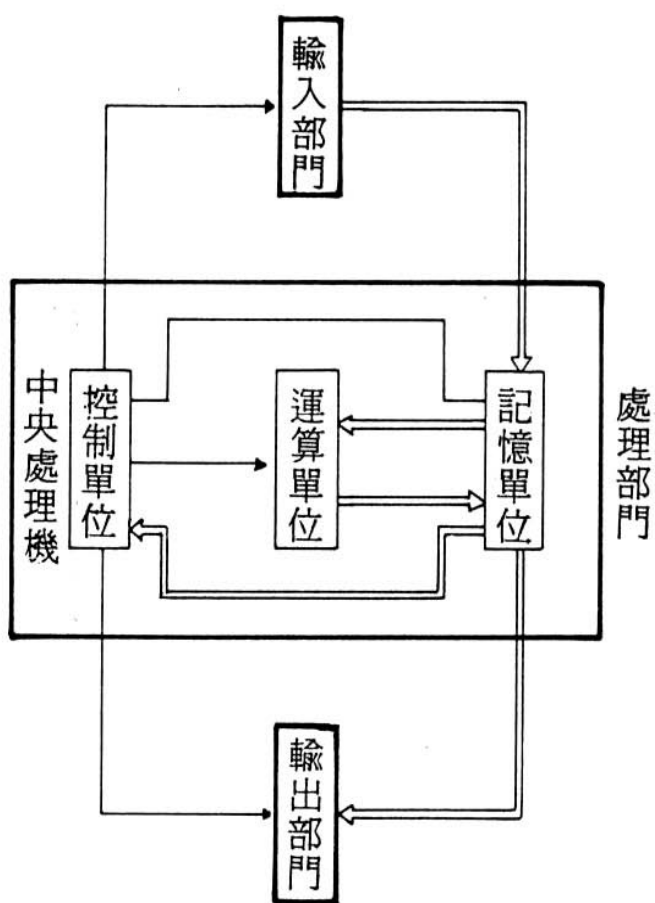 輸入部門
處理部門
記憶單位
運算單位
控制單位
中央處理機
輸出部門